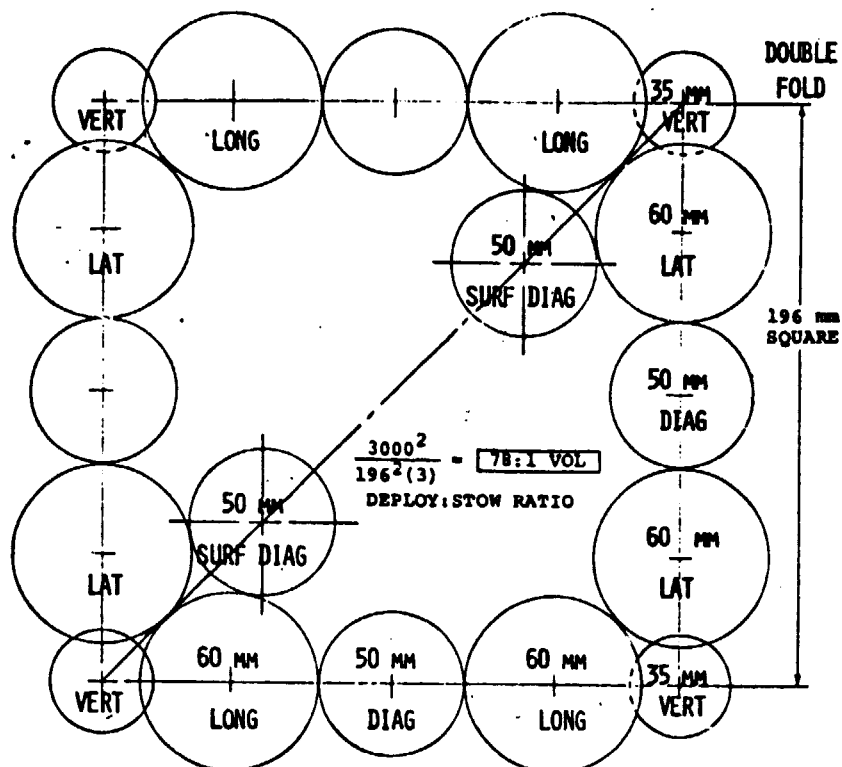 DOUBLE
FOLD
35 MM
VERT
VERT
LONG
LONG
60 MM
LAT
LAT
50 MM
SURF DIAG
196 mm
SQUARE
50 MM
DIAG
3000² / 196²(3) = 78:1 VOL
DEPLOY:STOW RATIO
50 MM
SURF DIAG
60 MM
LAT
LAT
60 MM
50 MM
60 MM
35 MM
VERT
VERT
LONG
DIAG
LONG